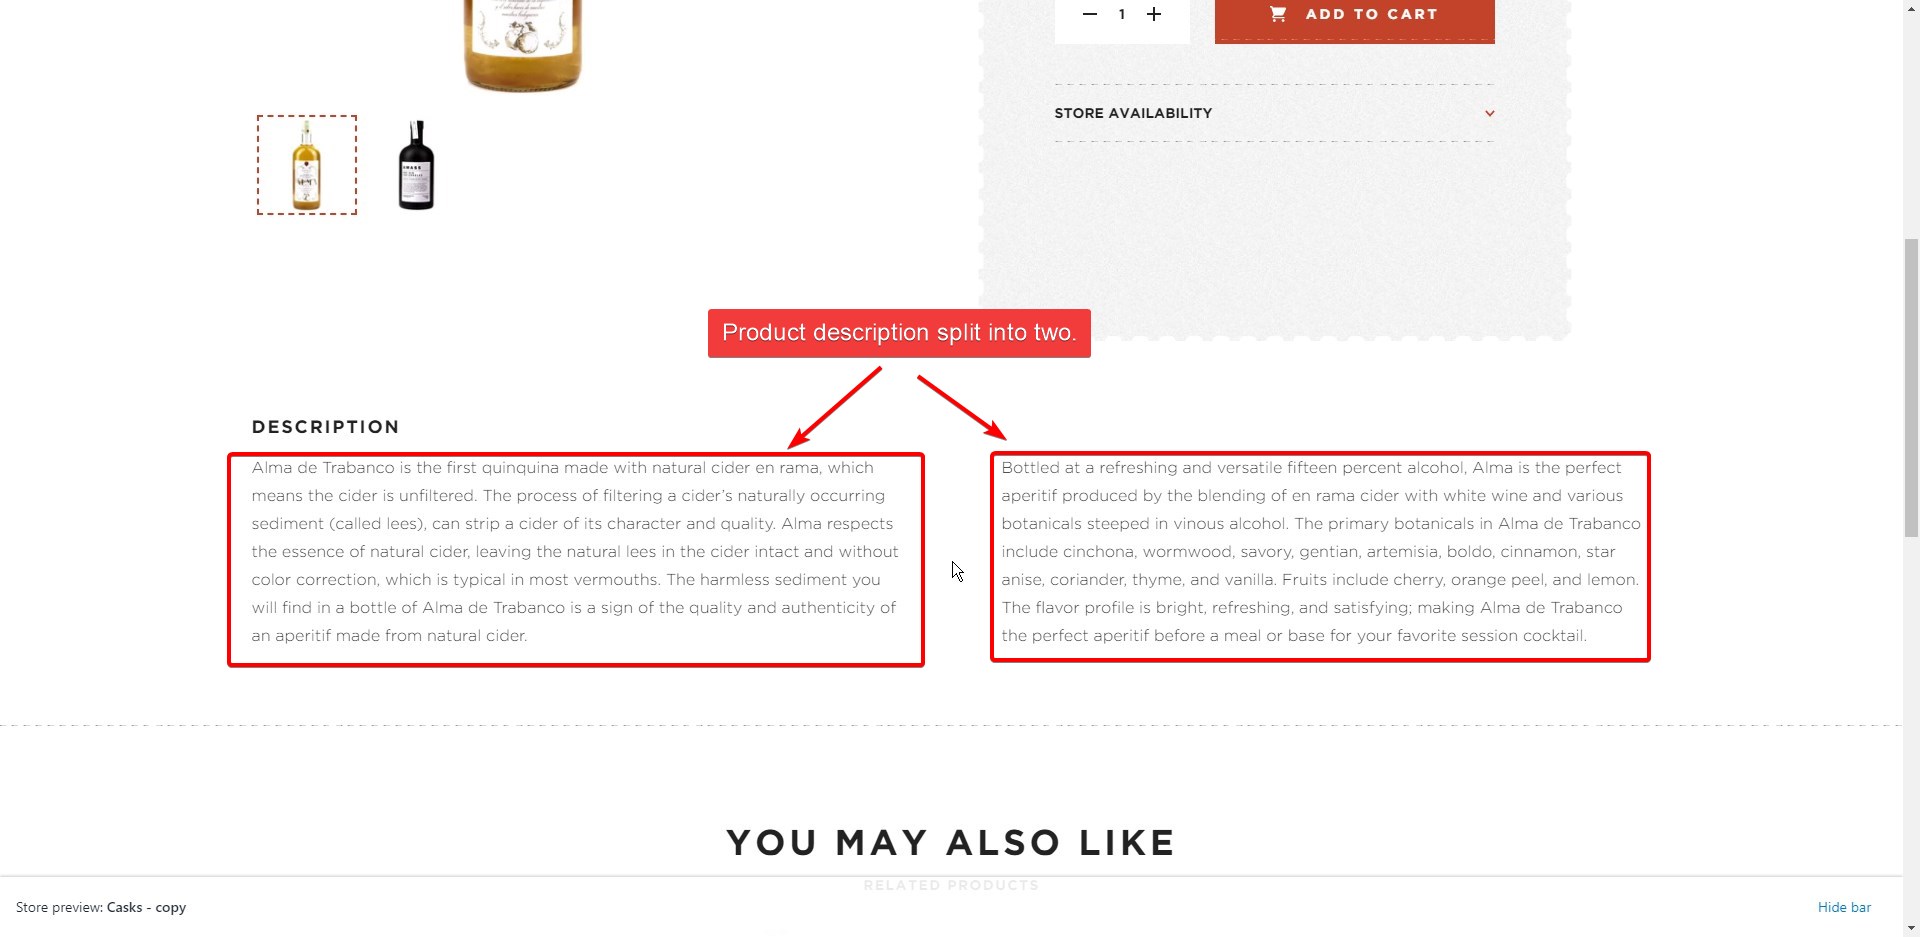 1
ADD TO CART
STORE AVAILABILITY
Product description split into two.
DESCRIPTION
Alma de Trabanco is the first quinquina made with natural cider en rama, which
means the cider is unfiltered. The process of filtering a cider’s naturally occurring
sediment (called lees), can strip a cider of its character and quality. Alma respects
the essence of natural cider, leaving the natural lees in the cider intact and without
color correction, which is typical in most vermouths. The harmless sediment you
will find in a bottle of Alma de Trabanco is a sign of the quality and authenticity of
an aperitif made from natural cider.
Bottled at a refreshing and versatile fifteen percent alcohol, Alma is the perfect
aperitif produced by the blending of en rama cider with white wine and various
botanicals steeped in vinous alcohol. The primary botanicals in Alma de Trabanco
include cinchona, wormwood, savory, gentian, artemisia, boldo, cinnamon, star
anise, coriander, thyme, and vanilla. Fruits include cherry, orange peel, and lemon.
The flavor profile is bright, refreshing, and satisfying; making Alma de Trabanco
the perfect aperitif before a meal or base for your favorite session cocktail.
YOU MAY ALSO LIKE
RELATED PRODUCTS
Store preview: Casks - copy
Hide bar